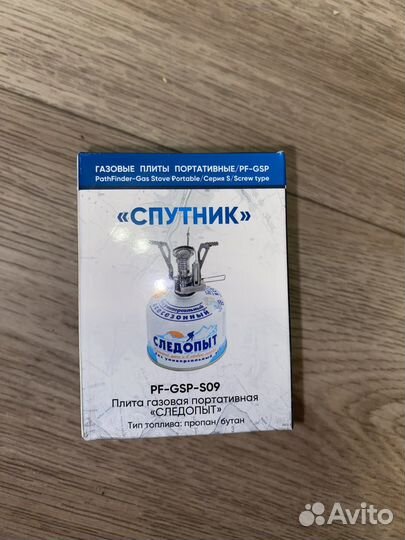 ГАЗОВЫЕ ПЛИТЫ ПОРТАТИВНЫЕ/PF-GSP
PathFinder-Gas Stove Portable/Серия S/Screw type
«СПУТНИК»
всесезонный
СЛЕДОПЫТ
PF-GSP-S09
Плита газовая портативная
«СЛЕДОПЫТ»
Тип топлива: пропан/бутан
Avito